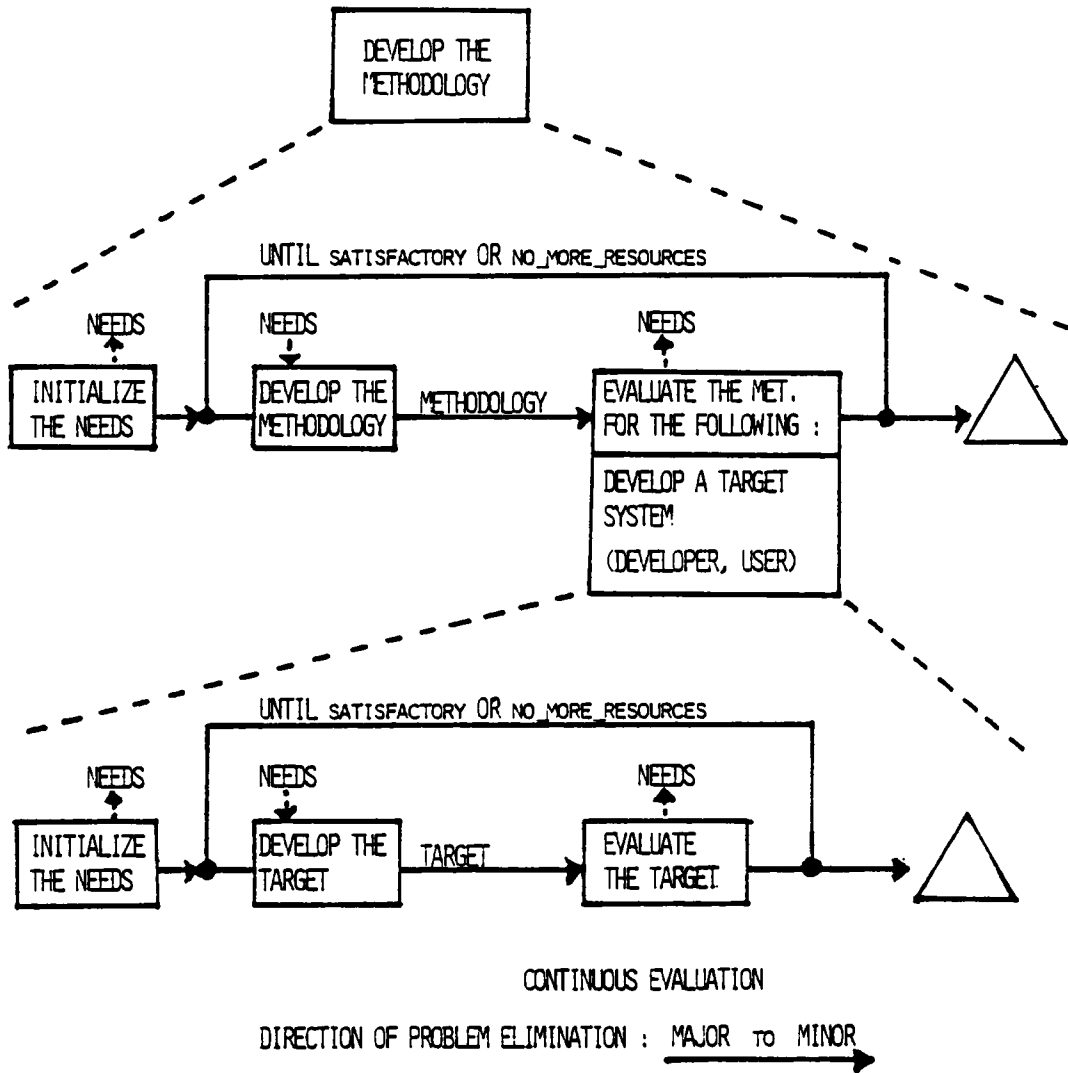 DEVELOP THE
METHODOLOGY
UNTIL SATISFACTORY OR NO_MORE_RESOURCES
NEEDS
NEEDS
NEEDS
INITIALIZE
THE NEEDS
DEVELOP THE
METHODOLOGY
METHODOLOGY
EVALUATE THE MET.
FOR THE FOLLOWING :
DEVELOP A TARGET
SYSTEM
(DEVELOPER, USER)
UNTIL SATISFACTORY OR NO_MORE_RESOURCES
NEEDS
NEEDS
NEEDS
INITIALIZE
THE NEEDS
DEVELOP THE
TARGET
TARGET
EVALUATE
THE TARGET
CONTINUOUS EVALUATION
DIRECTION OF PROBLEM ELIMINATION : MAJOR TO MINOR